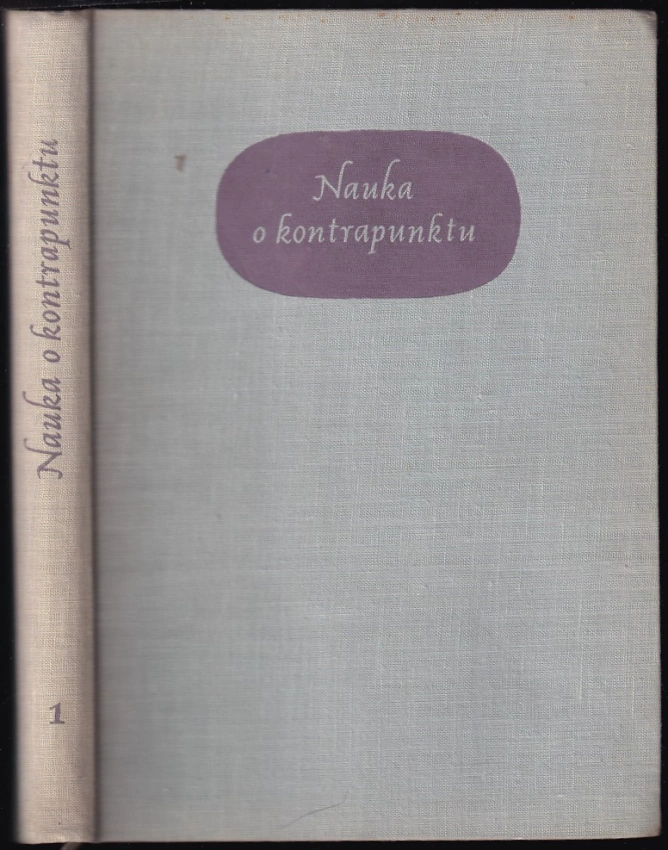 Nauka
o kontrapunktu
Nauka o kontrapunktu
1